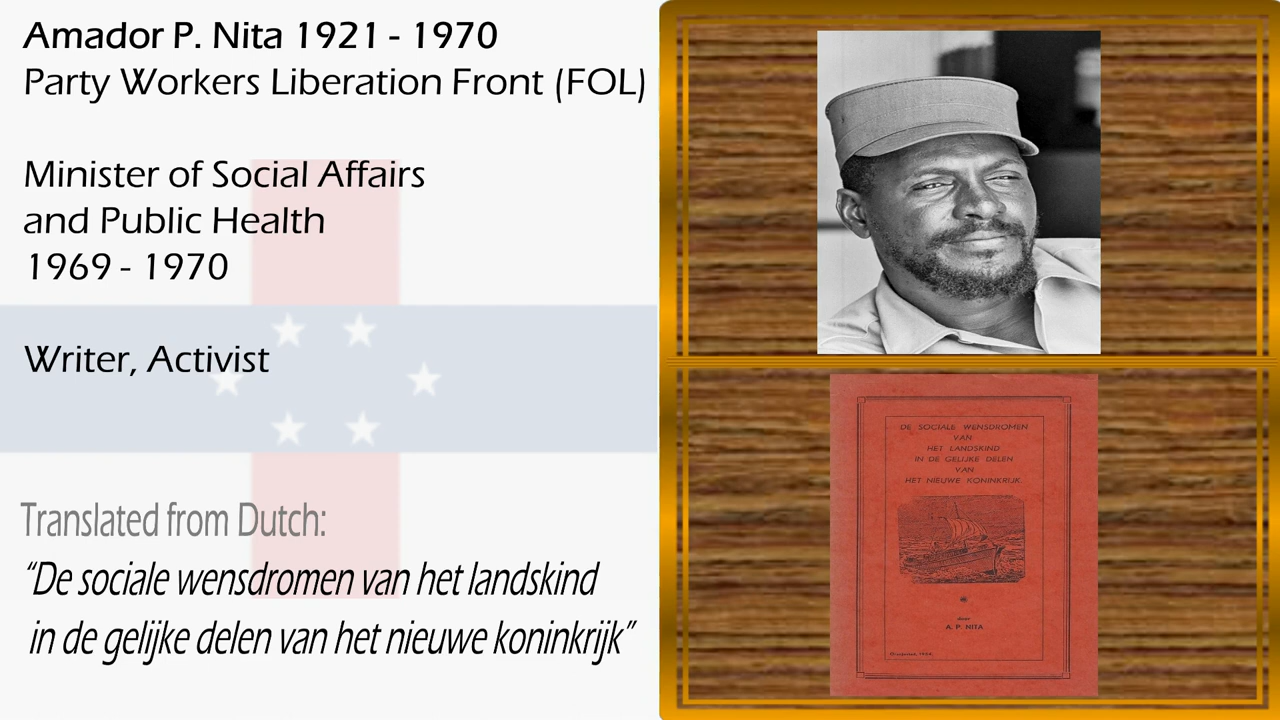 Amador P. Nita 1921 - 1970
Party Workers Liberation Front (FOL)
Minister of Social Affairs
and Public Health
1969 - 1970
Writer, Activist
Translated from Dutch:
“De sociale wensdromen van het landskind
in de gelijke delen van het nieuwe koninkrijk”
DE SOCIALE WENSDROMEN
VAN
HET LANDSKIND
IN DE GELIJKE DELEN
VAN
HET NIEUWE KONINKRIJK
door
A. P. NITA